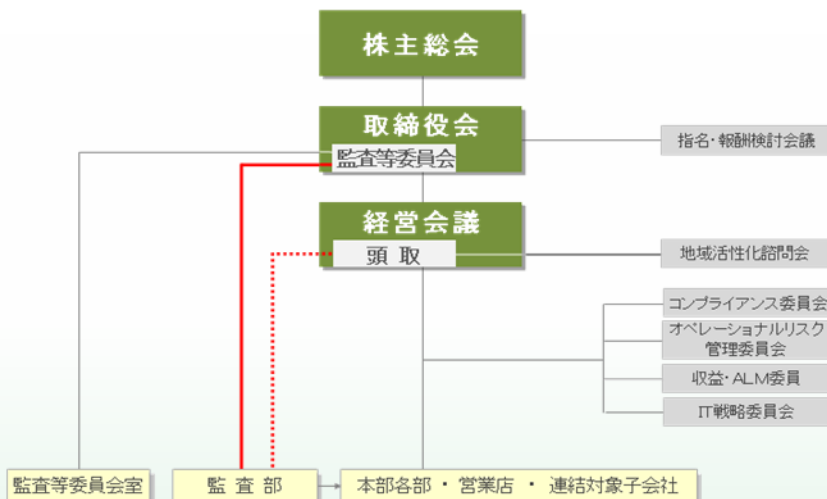 株主総会
取締役会
監査等委員会
指名・報酬検討会議
経営会議
頭取
地域活性化諮問会
コンプライアンス委員会
オペレーショナルリスク
管理委員会
収益・ALM委員
IT戦略委員会
監査等委員会室
監査部
本部各部 ・ 営業店 ・ 連結対象子会社